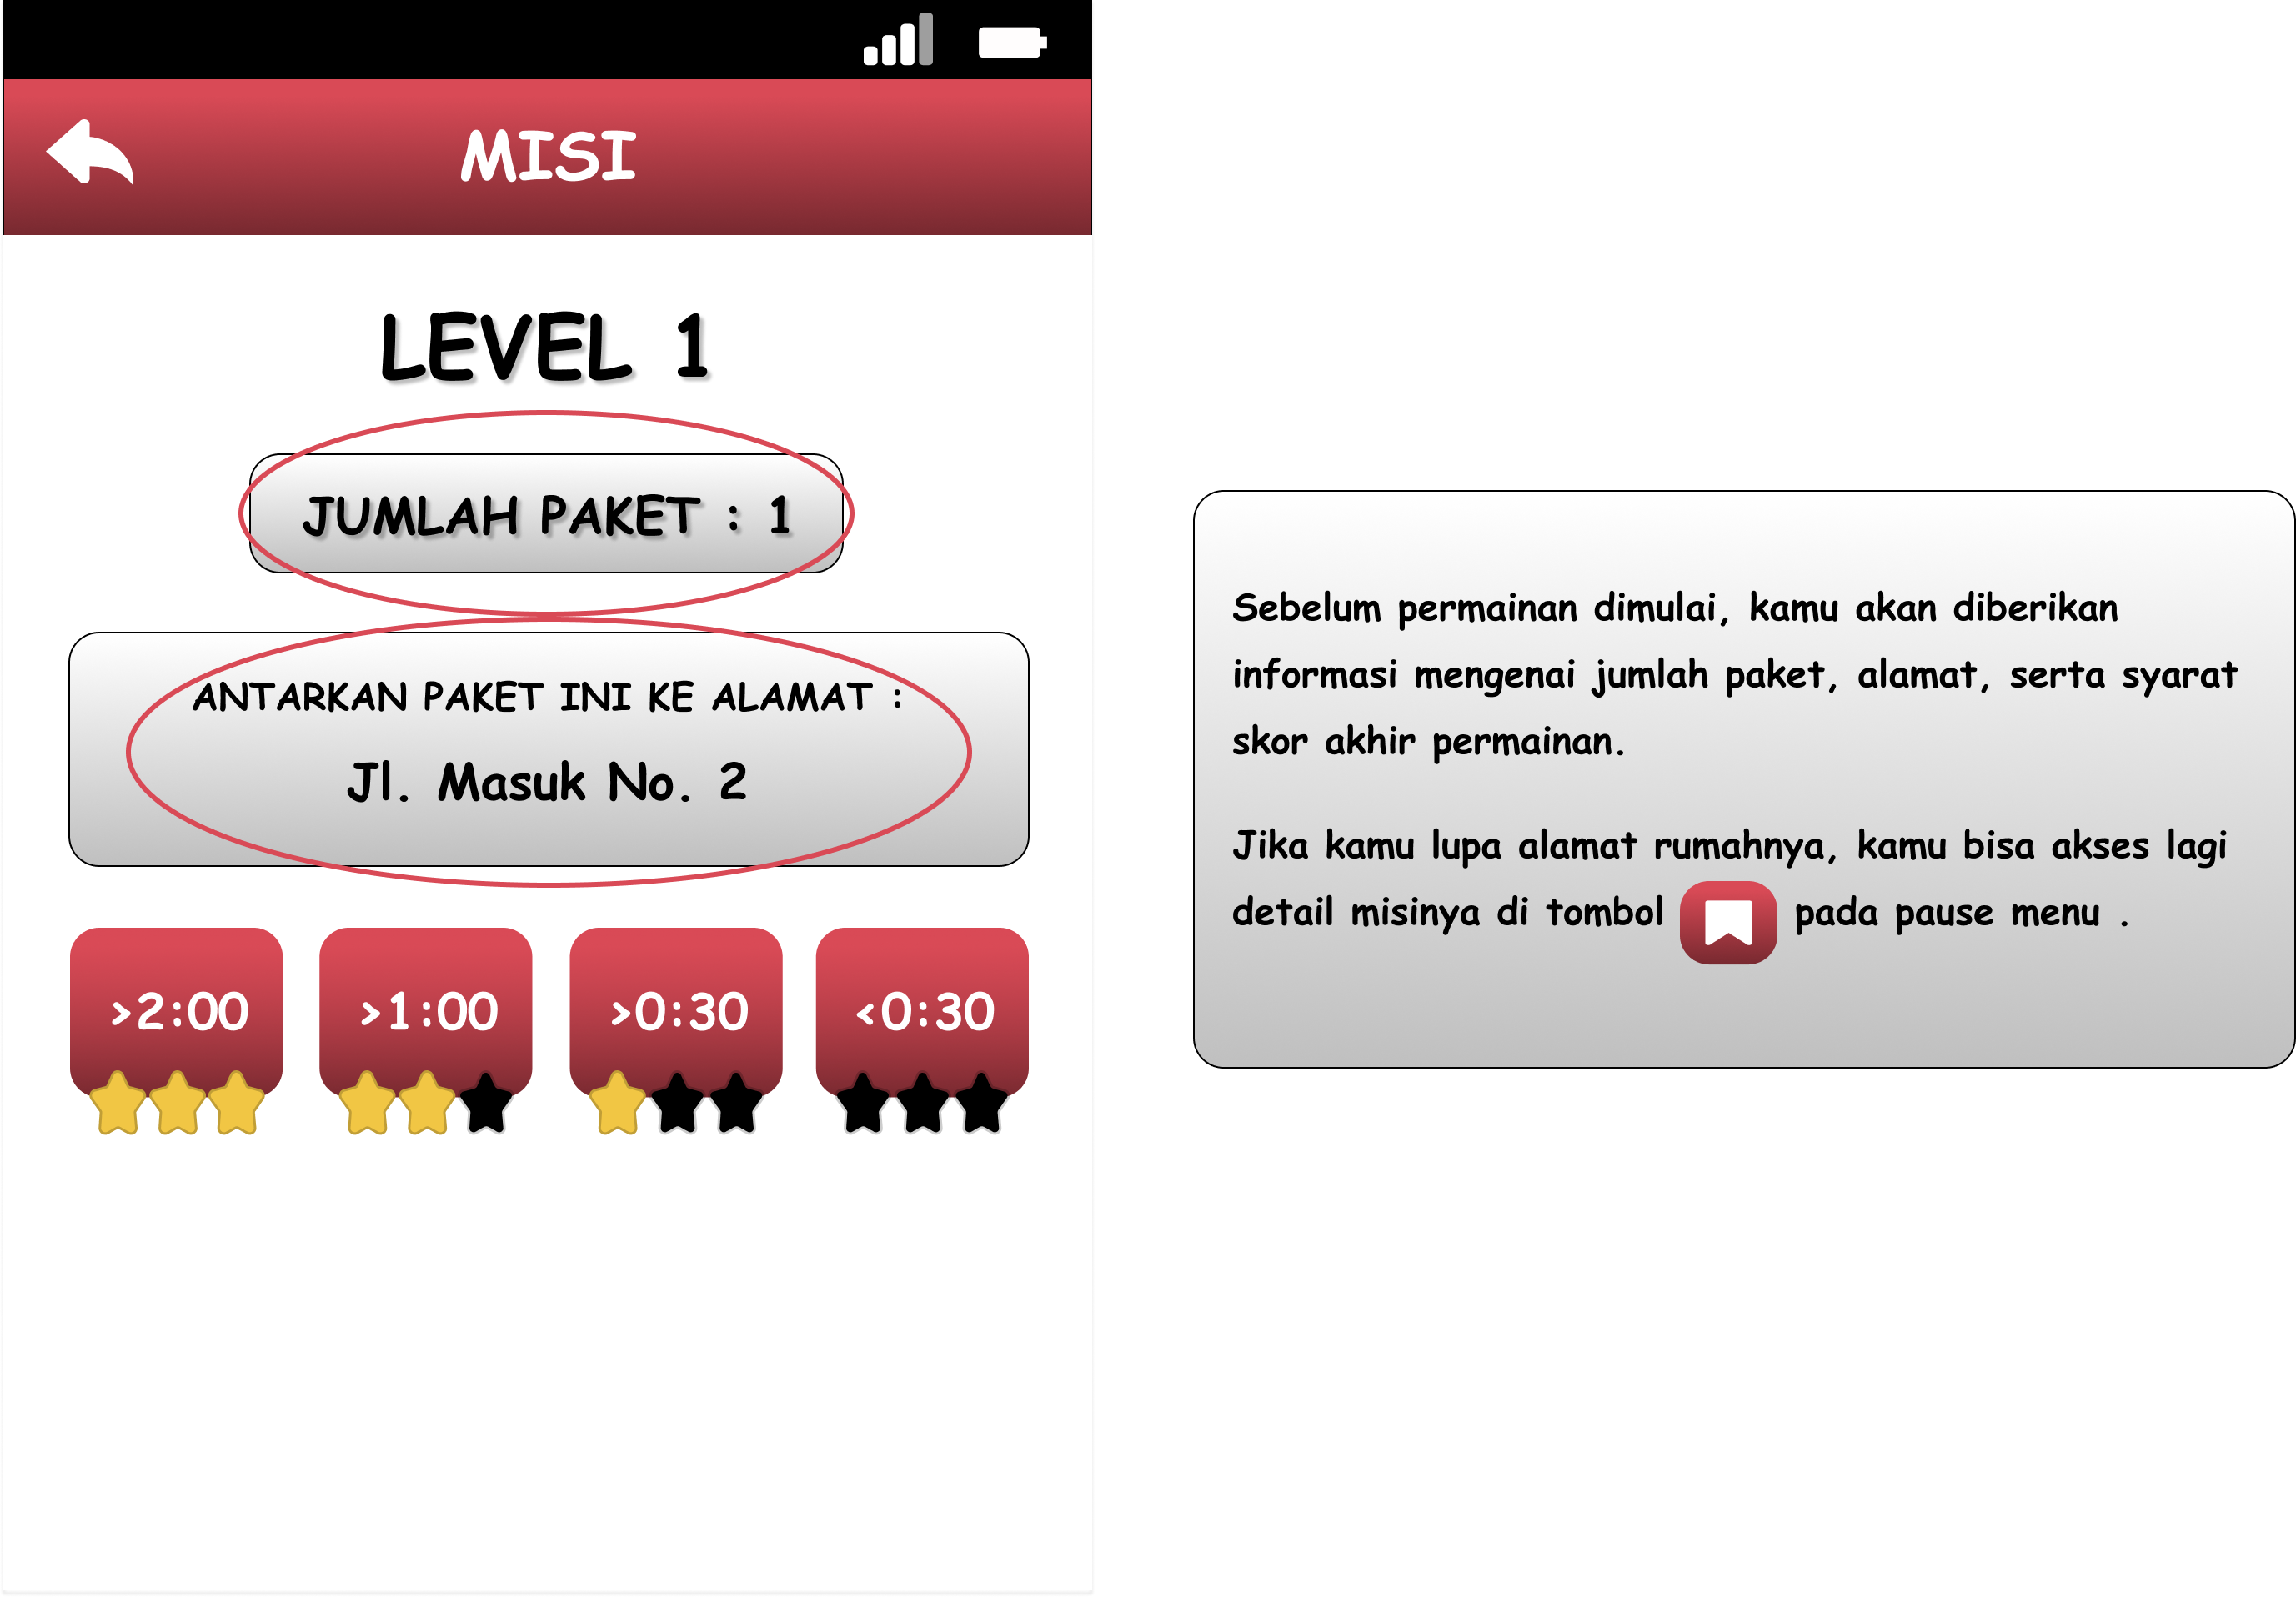 MISI
LEVEL 1
JUMLAH PAKET : 1
ANTARKAN PAKET INI KE ALAMAT :
Jl. Masuk No. 2
>2:00
>1:00
>0:30
<0:30
Sebelum permainan dimulai, kamu akan diberikan
informasi mengenai jumlah paket, alamat, serta syarat
skor akhir permainan.
Jika kamu lupa alamat rumahnya, kamu bisa akses lagi
detail misinya di tombol pada pause menu .